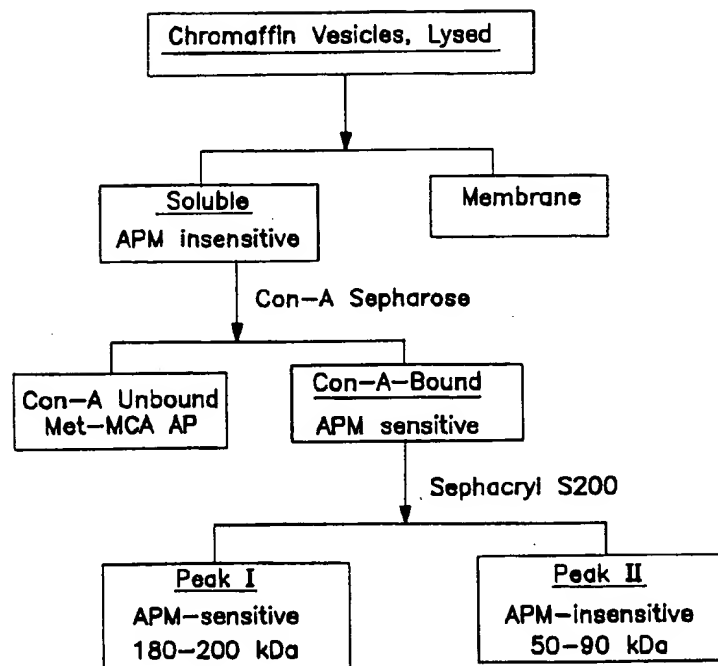 Chromaffin Vesicles, Lysed
Soluble
APM insensitive
Membrane
Con-A Sepharose
Con-A Unbound
Met-MCA AP
Con-A-Bound
APM sensitive
Sephacryl S200
Peak I
APM-sensitive
180-200 kDa
Peak II
APM-insensitive
50-90 kDa